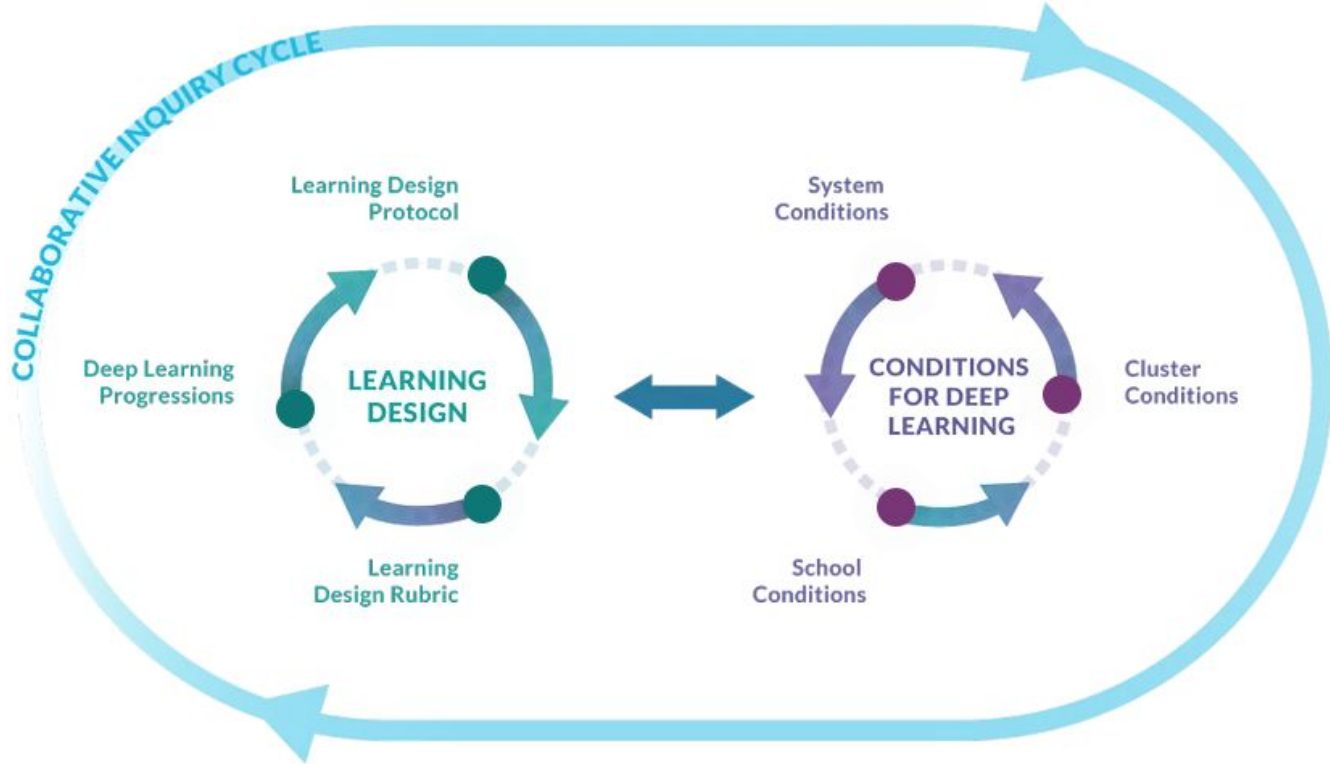 COLLABORATIVE INQUIRY CYCLE
Learning Design
Protocol
Deep Learning
Progressions
LEARNING
DESIGN
Learning
Design Rubric
System
Conditions
CONDITIONS
FOR DEEP
LEARNING
Cluster
Conditions
School
Conditions